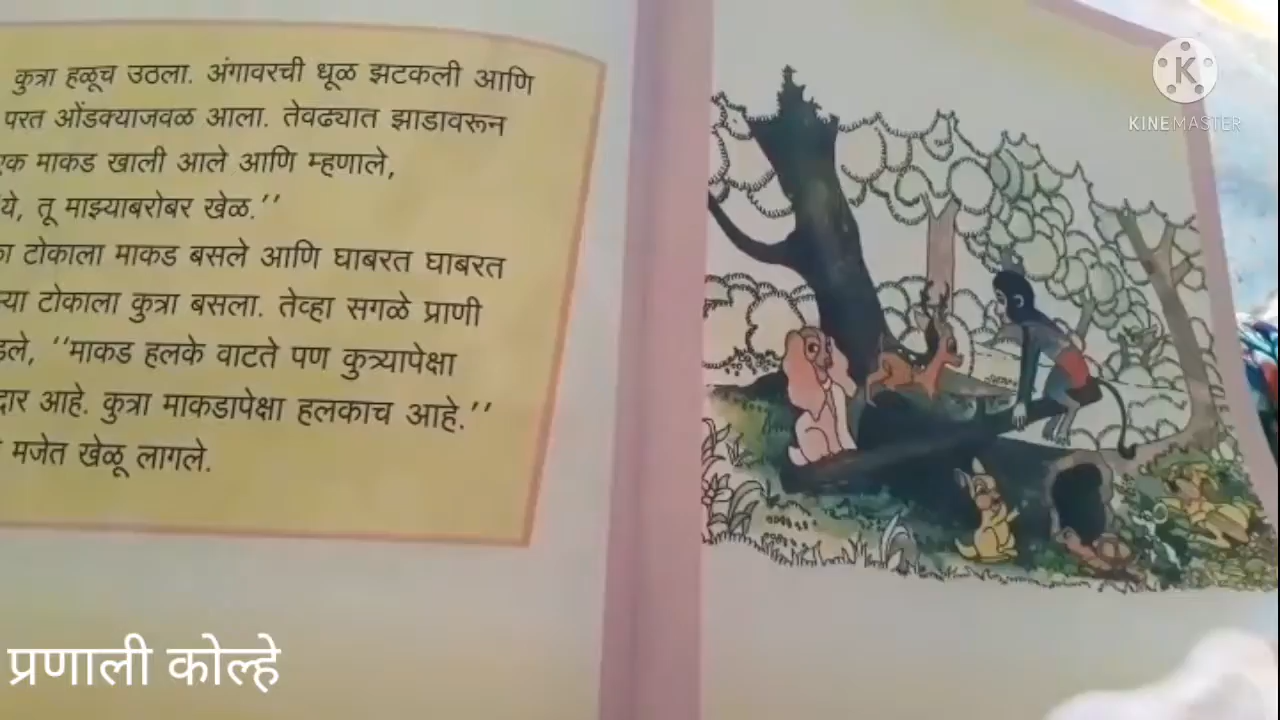 कुत्रा हळूच उठला. अंगावरची धूळ झटकली आणि
परत ओंडक्याजवळ आला. तेवढ्यात झाडावरून
माकड खाली आले आणि म्हणाले,
ये, तू माझ्याबरोबर खेळ.’’
टोकाला माकड बसले आणि घाबरत घाबरत
टोकाला कुत्रा बसला. तेव्हा सगळे प्राणी
‘‘माकड हलके वाटते पण कुत्र्यापेक्षा
आहे. कुत्रा माकडापेक्षा हलकाच आहे.’’
मजेत खेळू लागले.
प्रणाली कोल्हे
K
KINEMASTER